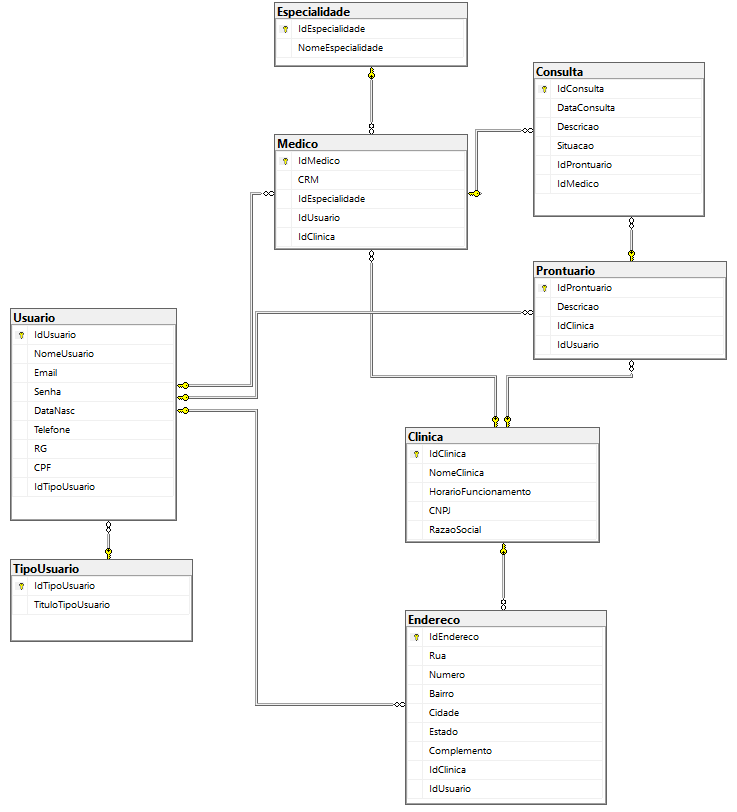 Especialidade
IdEspecialidade
NomeEspecialidade
Consulta
IdConsulta
DataConsulta
Descricao
Situacao
IdProntuario
IdMedico
Medico
IdMedico
CRM
IdEspecialidade
IdUsuario
IdClinica
Prontuario
IdProntuario
Descricao
IdClinica
IdUsuario
Usuario
IdUsuario
NomeUsuario
Email
Senha
DataNasc
Telefone
RG
CPF
IdTipoUsuario
Clinica
IdClinica
NomeClinica
HorarioFuncionamento
CNPJ
RazaoSocial
TipoUsuario
IdTipoUsuario
TituloTipoUsuario
Endereco
IdEndereco
Rua
Numero
Bairro
Cidade
Estado
Complemento
IdClinica
IdUsuario